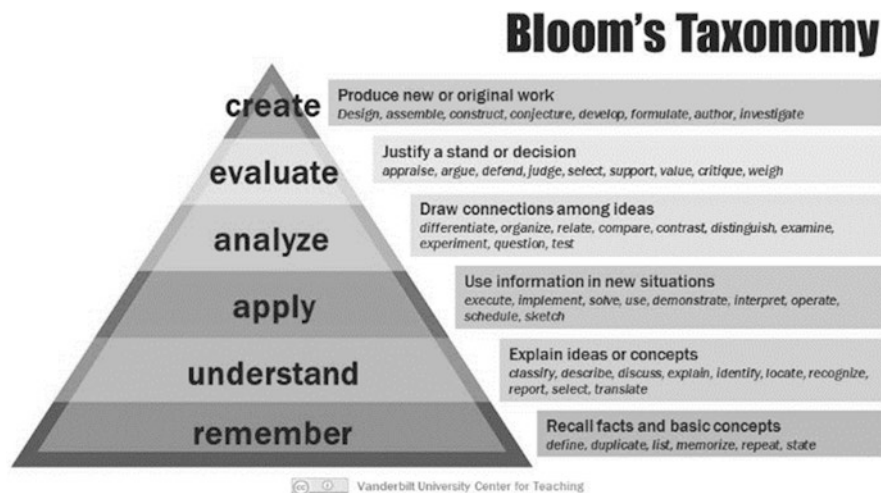 Bloom's Taxonomy
create
Produce new or original work
Design, assemble, construct, conjecture, develop, formulate, author, investigate
evaluate
Justify a stand or decision
appraise, argue, defend, judge, select, support, value, critique, weigh
analyze
Draw connections among ideas
differentiate, organize, relate, compare, contrast, distinguish, examine,
experiment, question, test
apply
Use information in new situations
execute, implement, solve, use, demonstrate, interpret, operate,
schedule, sketch
understand
Explain ideas or concepts
classify, describe, discuss, explain, identify, locate, recognize,
report, select, translate
remember
Recall facts and basic concepts
define, duplicate, list, memorize, repeat, state
cc Vanderbilt University Center for Teaching